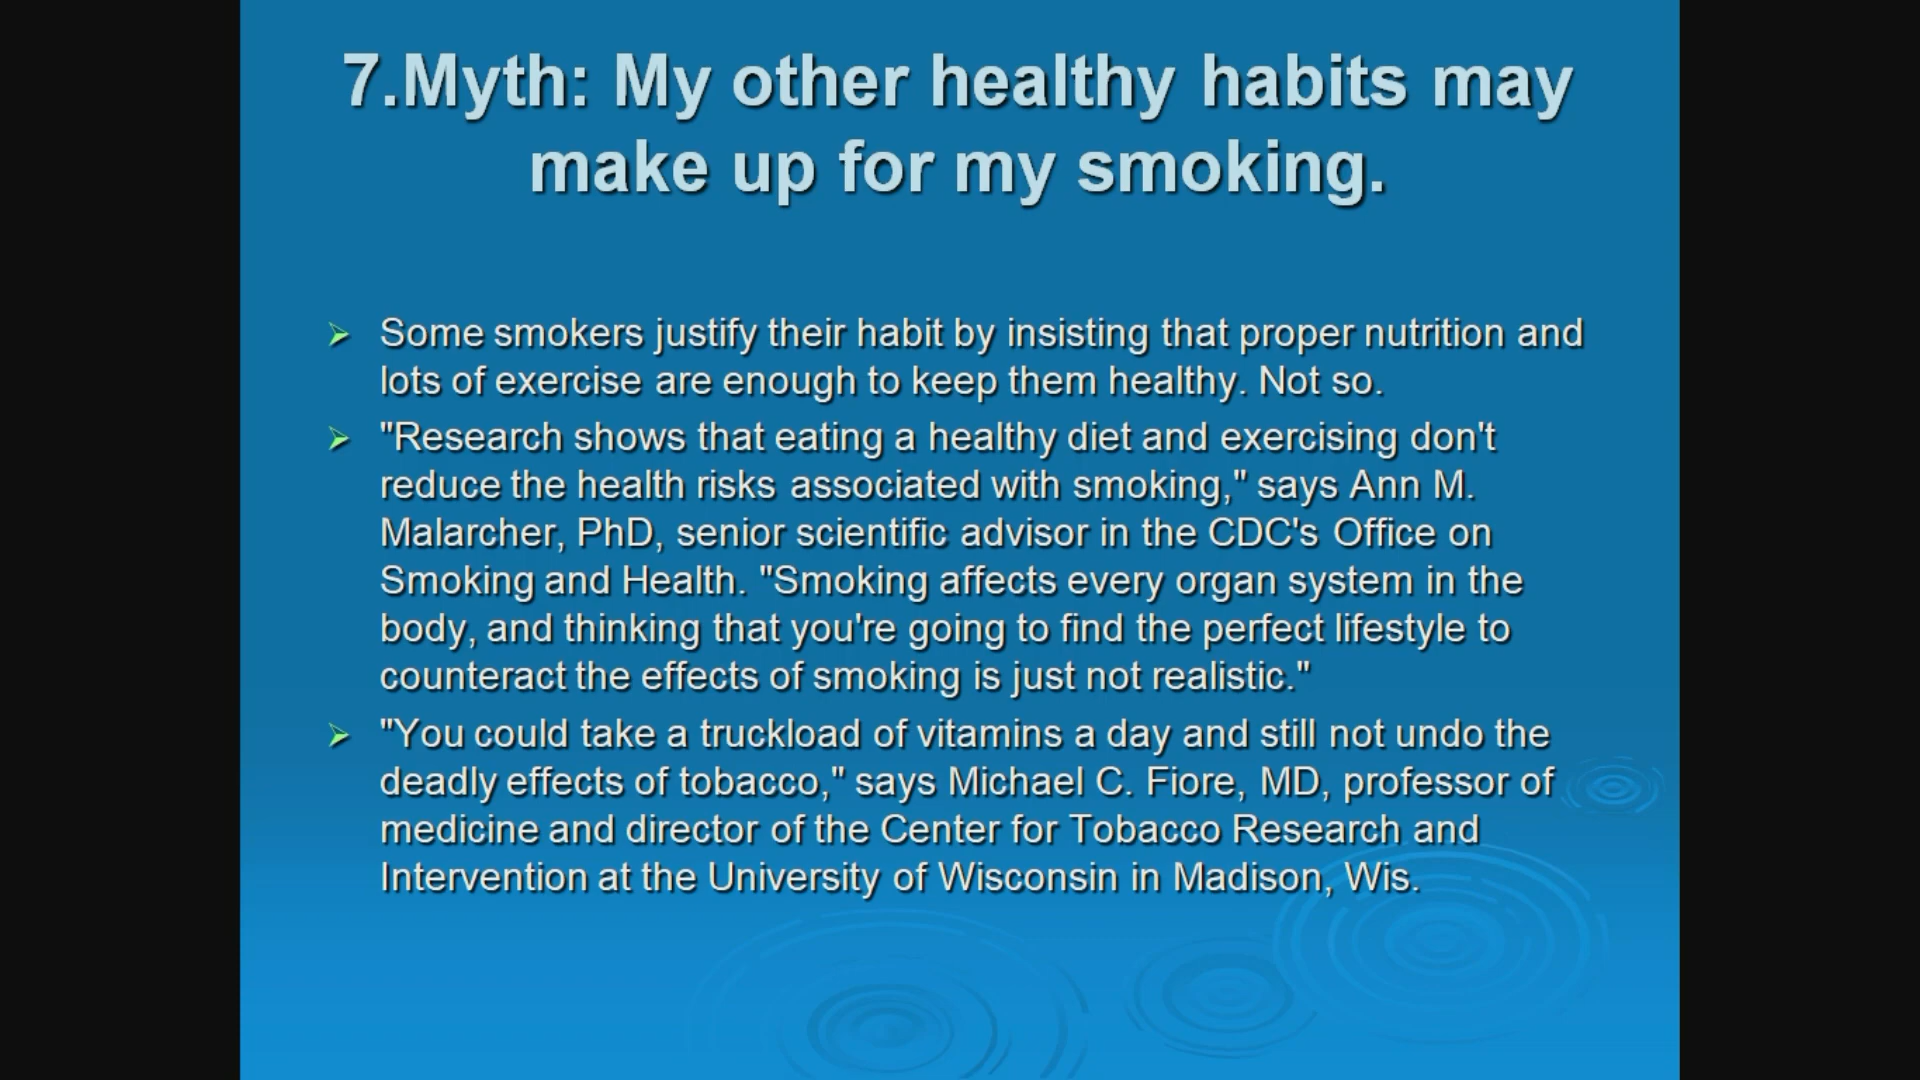 7.Myth: My other healthy habits may
make up for my smoking.
Some smokers justify their habit by insisting that proper nutrition and
lots of exercise are enough to keep them healthy. Not so.
"Research shows that eating a healthy diet and exercising don't
reduce the health risks associated with smoking," says Ann M.
Malarcher, PhD, senior scientific advisor in the CDC's Office on
Smoking and Health. "Smoking affects every organ system in the
body, and thinking that you're going to find the perfect lifestyle to
counteract the effects of smoking is just not realistic."
"You could take a truckload of vitamins a day and still not undo the
deadly effects of tobacco," says Michael C. Fiore, MD, professor of
medicine and director of the Center for Tobacco Research and
Intervention at the University of Wisconsin in Madison, Wis.